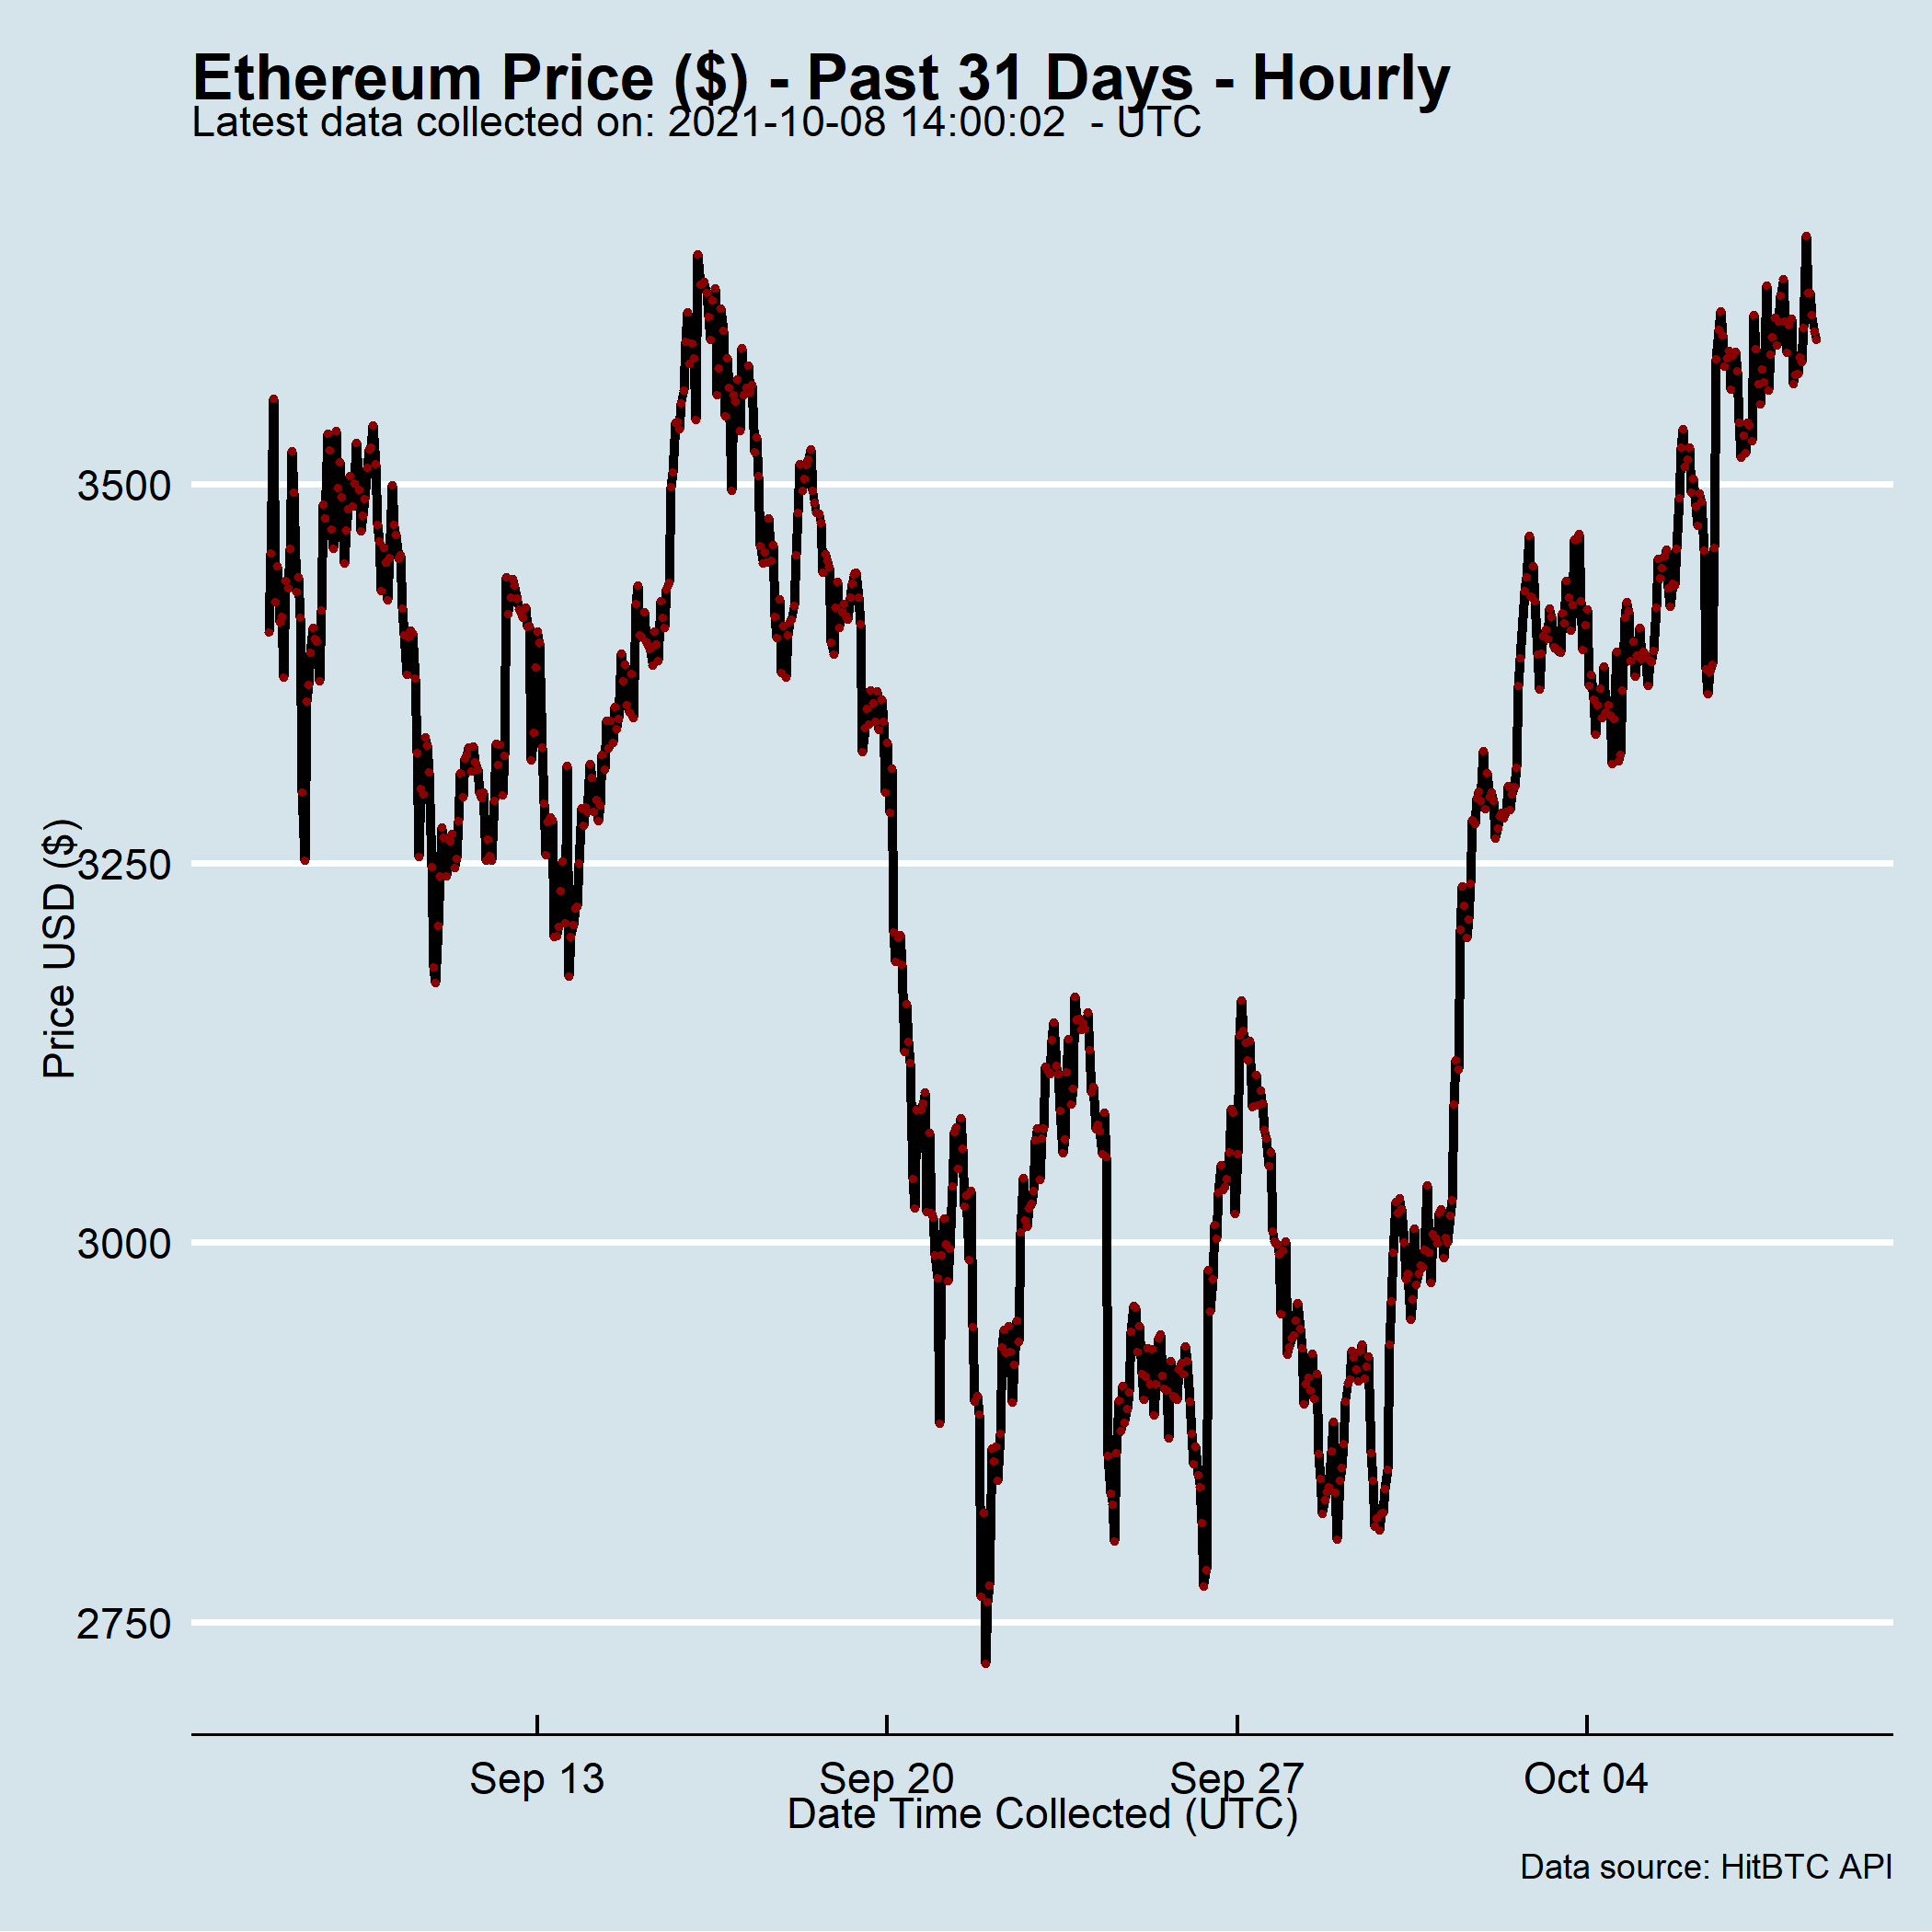 Ethereum Price ($) - Past 31 Days - Hourly
Latest data collected on: 2021-10-08 14:00:02  - UTC
Price USD ($)
3500
3250
3000
2750
Sep 13
Sep 20
Sep 27
Oct 04
Date Time Collected (UTC)
Data source: HitBTC API